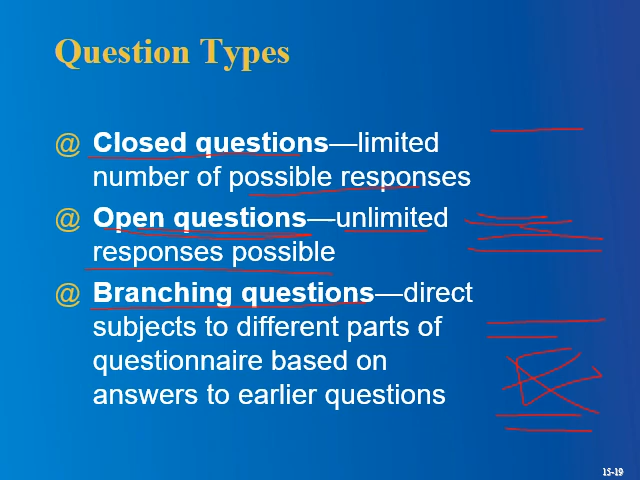 Question Types
@ Closed questions—limited
number of possible responses
@ Open questions—unlimited
responses possible
@ Branching questions—direct
subjects to different parts of
questionnaire based on
answers to earlier questions
15-19